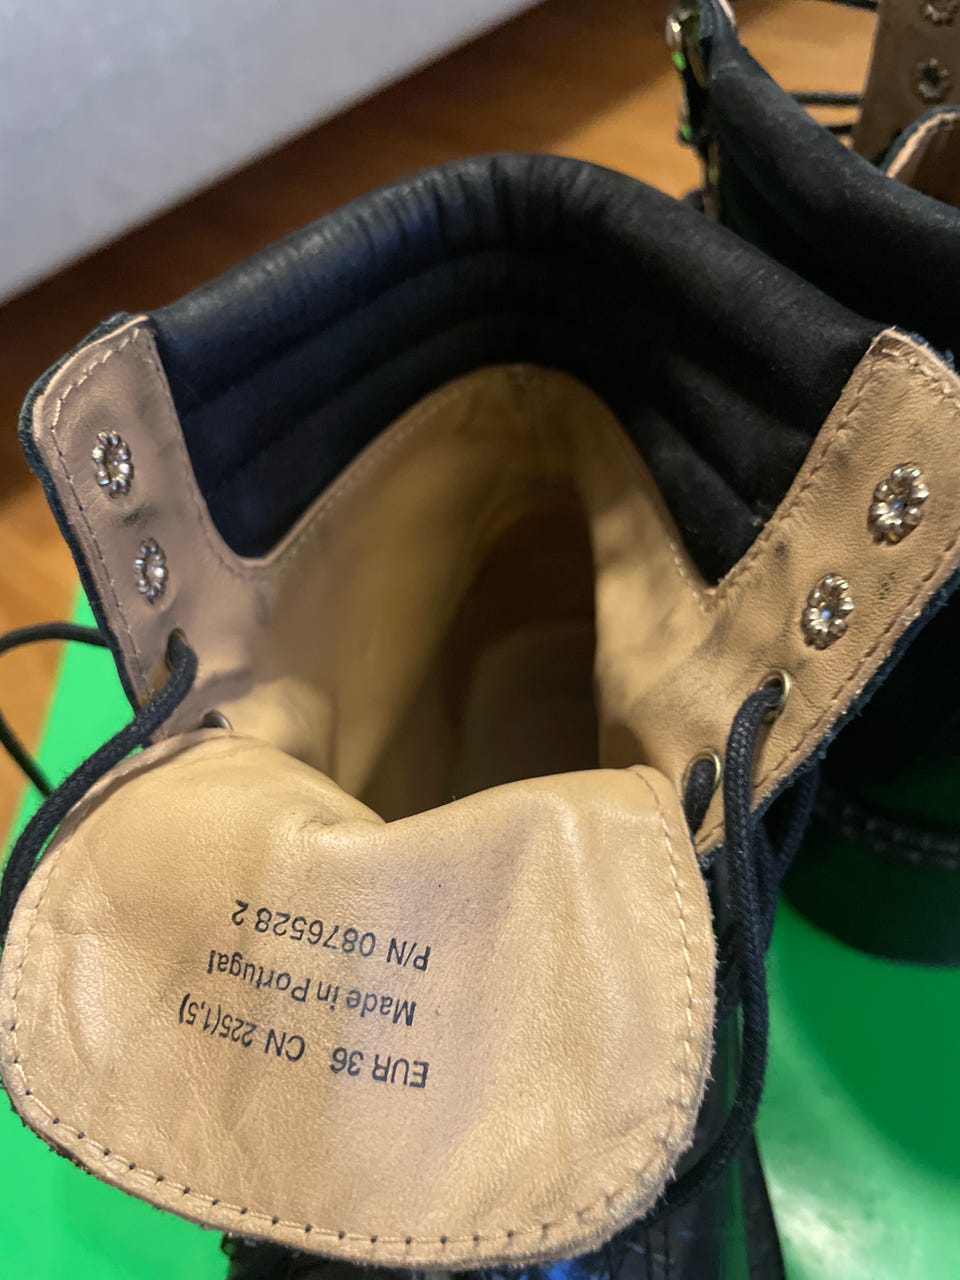 EUR 36 CN 225(1,5)
Made in Portugal
P/N 0876528 2